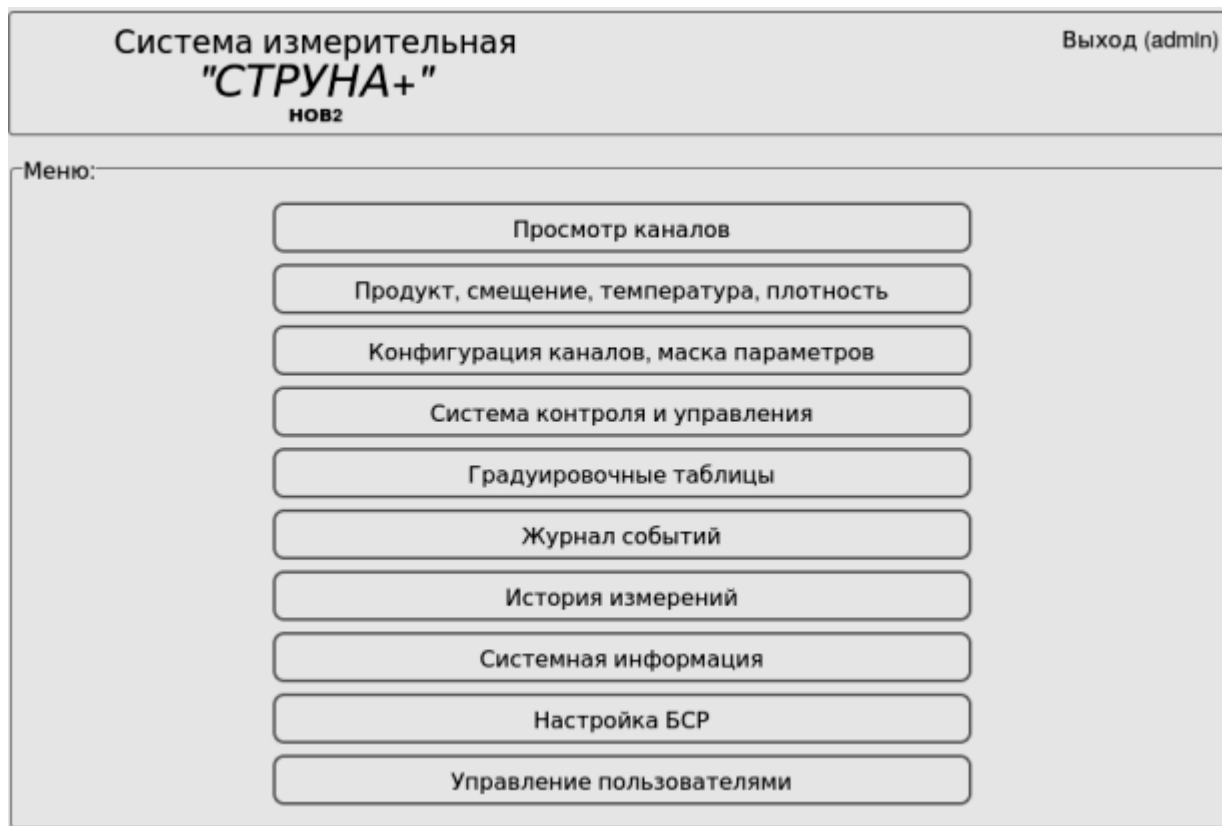 Система измерительная
"СТРУНА+"
НОВ2
Выход (admin)
Меню:
Просмотр каналов
Продукт, смещение, температура, плотность
Конфигурация каналов, маска параметров
Система контроля и управления
Градуировочные таблицы
Журнал событий
История измерений
Системная информация
Настройка БСР
Управление пользователями